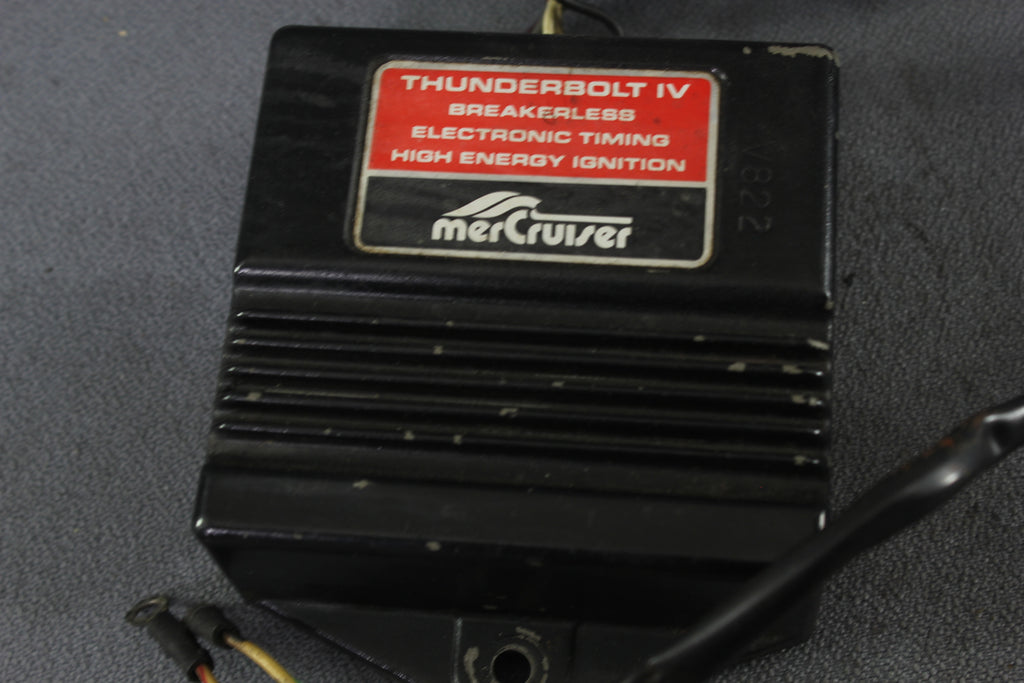 THUNDERBOLT IV
BREAKERLESS
ELECTRONIC TIMING
HIGH ENERGY IGNITION
merCruiser
V822